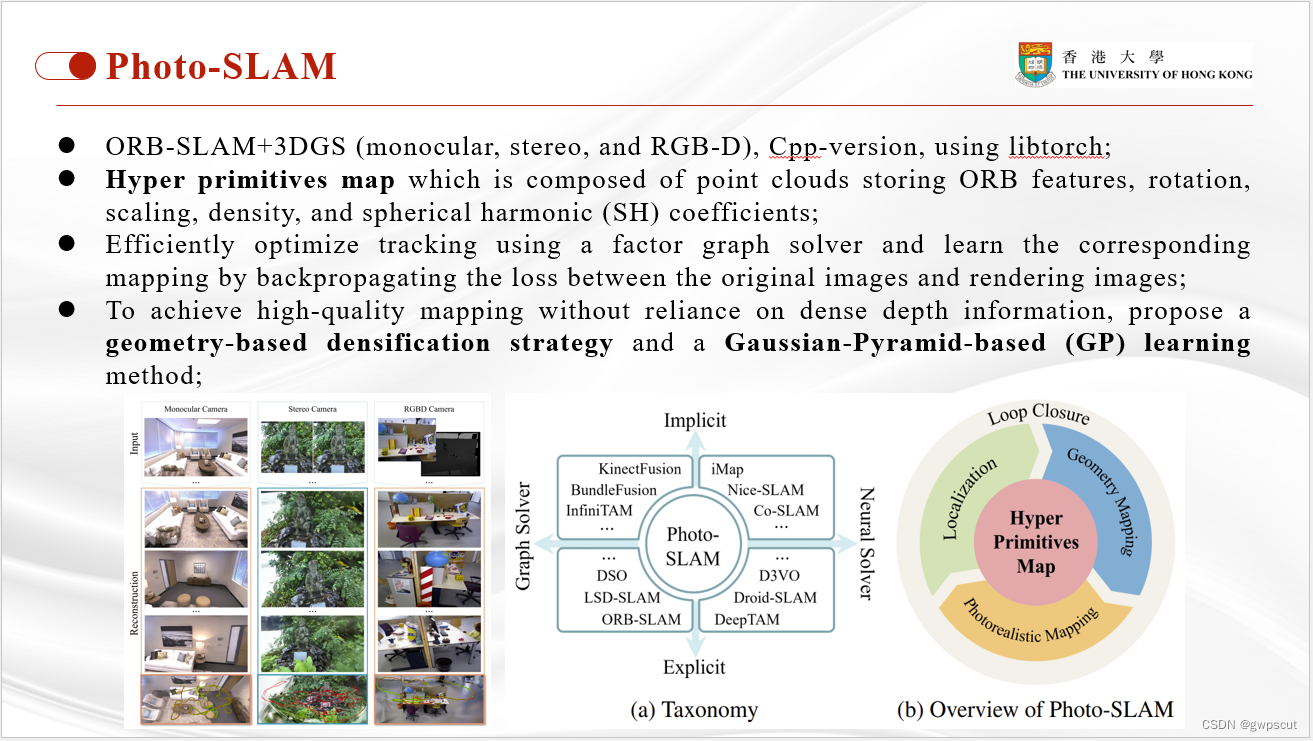 Photo-SLAM
香港大學
THE UNIVERSITY OF HONG KONG
● ORB-SLAM+3DGS (monocular, stereo, and RGB-D), Cpp-version, using libtorch;
● Hyper primitives map which is composed of point clouds storing ORB features, rotation,
scaling, density, and spherical harmonic (SH) coefficients;
● Efficiently optimize tracking using a factor graph solver and learn the corresponding
mapping by backpropagating the loss between the original images and rendering images;
● To achieve high-quality mapping without reliance on dense depth information, propose a
geometry-based densification strategy and a Gaussian-Pyramid-based (GP) learning
method;
Monocular Camera
Stereo Camera
RGBD Camera
Input
...
...
...
Reconstruction
...
...
...
Implicit
Graph Solver
KinectFusion
BundleFusion
InfiniTAM
...
iMap
Nice-SLAM
Co-SLAM
...
Photo-
SLAM
...
DSO
LSD-SLAM
ORB-SLAM
...
D3VO
Droid-SLAM
DeepTAM
Neural Solver
Explicit
(a) Taxonomy
Loop Closure
Localization
Geometry Mapping
Hyper
Primitives
Map
Photorealistic Mapping
(b) Overview of Photo-SLAM
CSDN @gwpscut